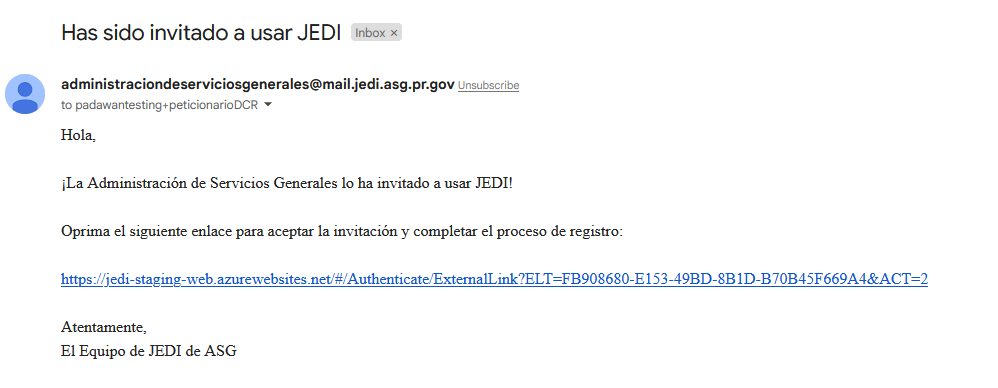 Has sido invitado a usar JEDI Inbox ×
administraciondeserviciosgenerales@mail.jedi.asg.pr.gov Unsubscribe
to padawantesting+peticionarioDCR
Hola,
¡La Administración de Servicios Generales lo ha invitado a usar JEDI!
Oprima el siguiente enlace para aceptar la invitación y completar el proceso de registro:
https://jedi-staging-web.azurewebsites.net/#/Authenticate/ExternalLink?ELT=FB908680-E153-49BD-8B1D-B70B45F669A4&ACT=2
Atentamente,
El Equipo de JEDI de ASG